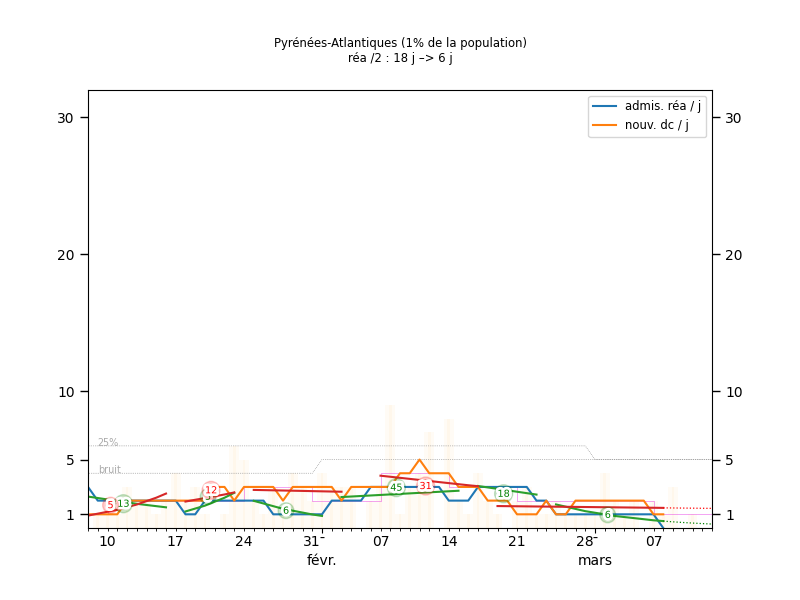 Pyrénées-Atlantiques (1% de la population)
réa /2 : 18 j –> 6 j
admis. réa / j
nouv. dc / j
30 30
20 20
10 10
5 5
1 1
25%
bruit
5 13 12 6 45 31 18 6
10 17 24 31 07 14 21 28 07
févr. mars